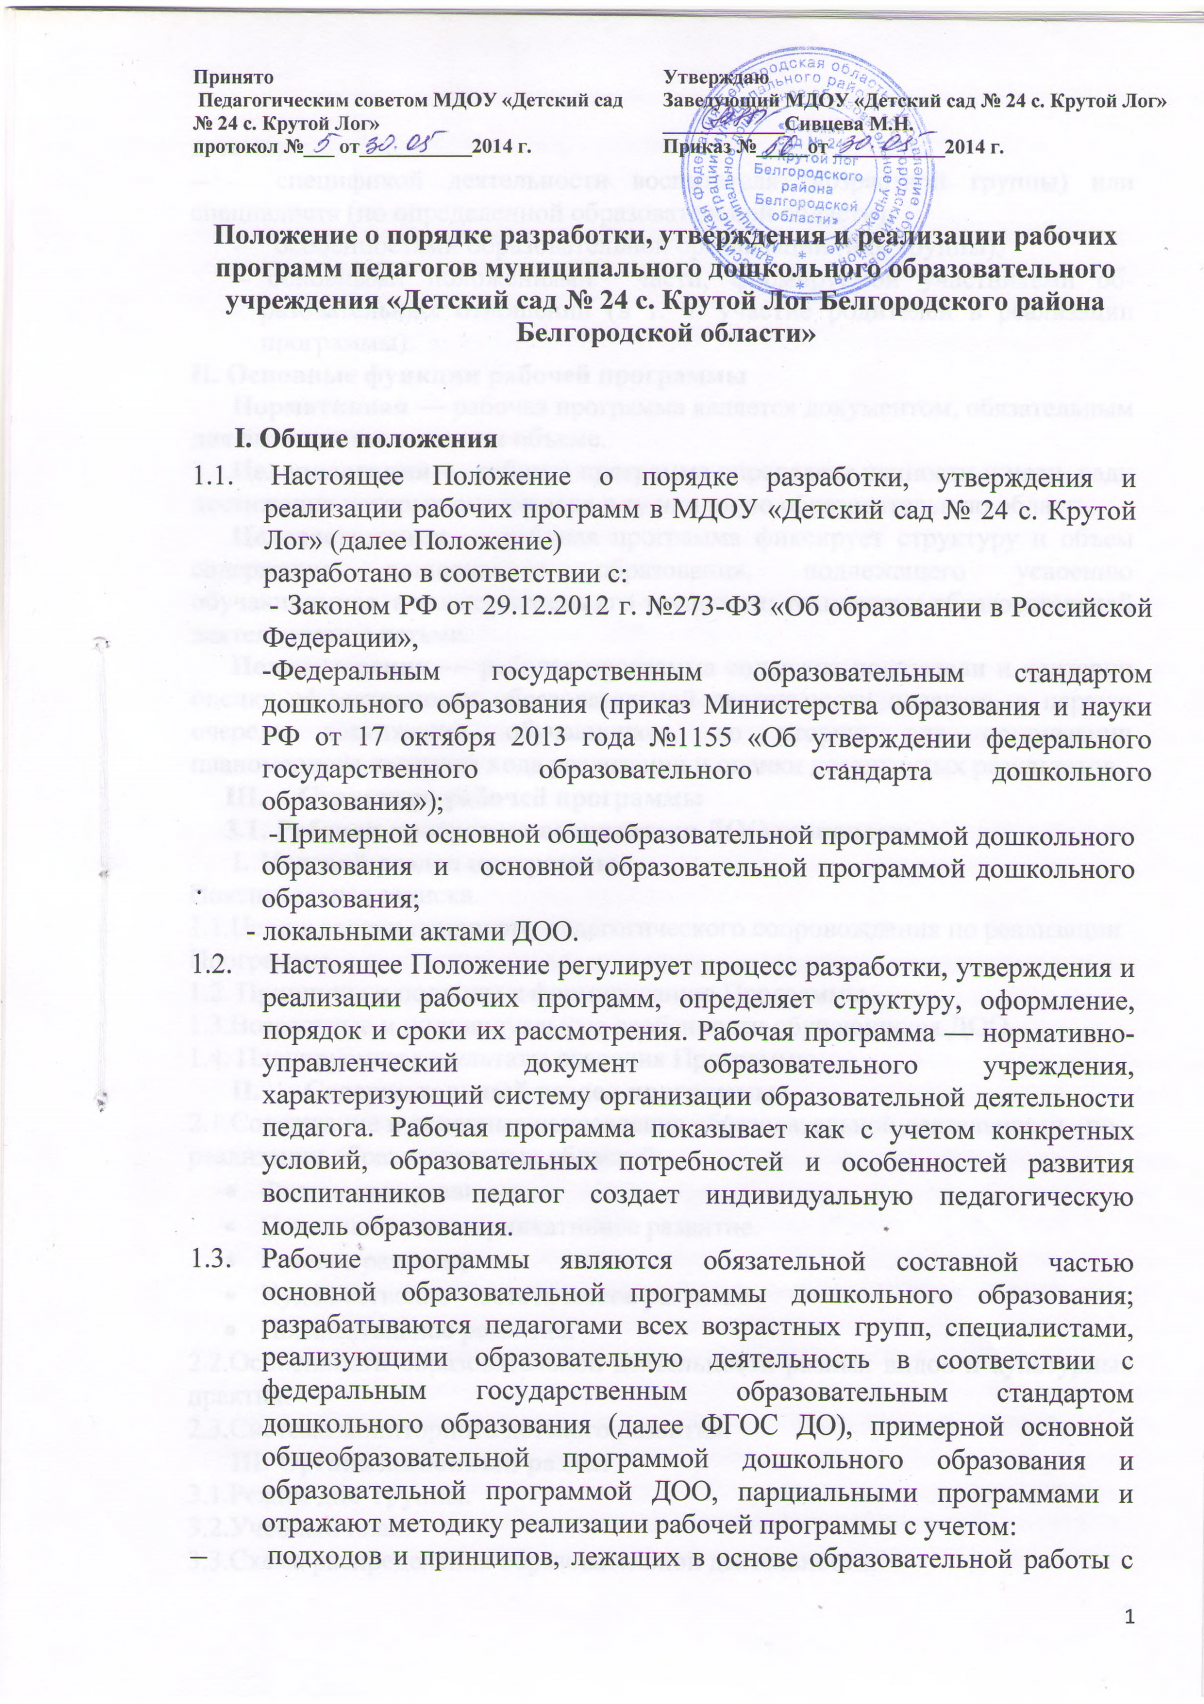 Принято
Педагогическим советом МДОУ «Детский сад
№ 24 с. Крутой Лог»
протокол № 5 от 30.05 2014 г.
Утверждаю
Заведующий МДОУ «Детский сад № 24 с. Крутой Лог»
Сивцева М.Н.
Приказ № от 30.05 2014 г.
Крутой Лог
Белгородского
района
Белгородской
области»
Положение о порядке разработки, утверждения и реализации рабочих
программ педагогов муниципального дошкольного образовательного
учреждения «Детский сад № 24 с. Крутой Лог Белгородского района
Белгородской области»
I. Общие положения
1.1. Настоящее Положение о порядке разработки, утверждения и
реализации рабочих программ в МДОУ «Детский сад № 24 с. Крутой
Лог» (далее Положение)
разработано в соответствии с:
- Законом РФ от 29.12.2012 г. №273-ФЗ «Об образовании в Российской
Федерации»,
-Федеральным государственным образовательным стандартом
дошкольного образования (приказ Министерства образования и науки
РФ от 17 октября 2013 года №1155 «Об утверждении федерального
государственного образовательного стандарта дошкольного
образования»);
-Примерной основной общеобразовательной программой дошкольного
образования и основной образовательной программой дошкольного
образования;
- локальными актами ДОО.
1.2. Настоящее Положение регулирует процесс разработки, утверждения и
реализации рабочих программ, определяет структуру, оформление,
порядок и сроки их рассмотрения. Рабочая программа — нормативно-
управленческий документ образовательного учреждения,
характеризующий систему организации образовательной деятельности
педагога. Рабочая программа показывает как с учетом конкретных
условий, образовательных потребностей и особенностей развития
воспитанников педагог создает индивидуальную педагогическую
модель образования.
1.3. Рабочие программы являются обязательной составной частью
основной образовательной программы дошкольного образования;
разрабатываются педагогами всех возрастных групп, специалистами,
реализующими образовательную деятельность в соответствии с
федеральным государственным образовательным стандартом
дошкольного образования (далее ФГОС ДО), примерной основной
общеобразовательной программой дошкольного образования и
образовательной программой ДОО, парциальными программами и
отражают методику реализации рабочей программы с учетом:
— подходов и принципов, лежащих в основе образовательной работы с
1